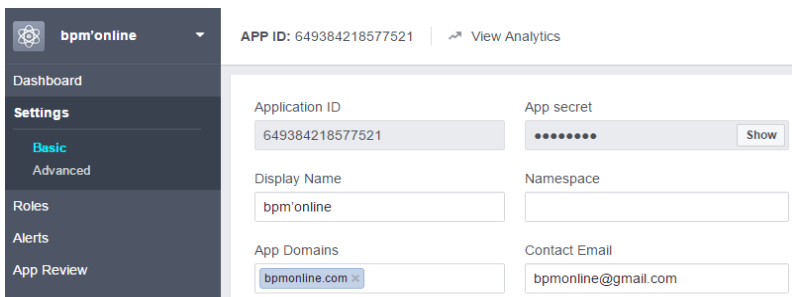 bpm'online
APP ID: 649384218577521
View Analytics
Dashboard
Settings
Basic
Advanced
Roles
Alerts
App Review
Application ID
App secret
649384218577521
●●●●●●●●
Show
Display Name
Namespace
bpm'online
App Domains
Contact Email
bpmonline.com ×
bpmonline@gmail.com